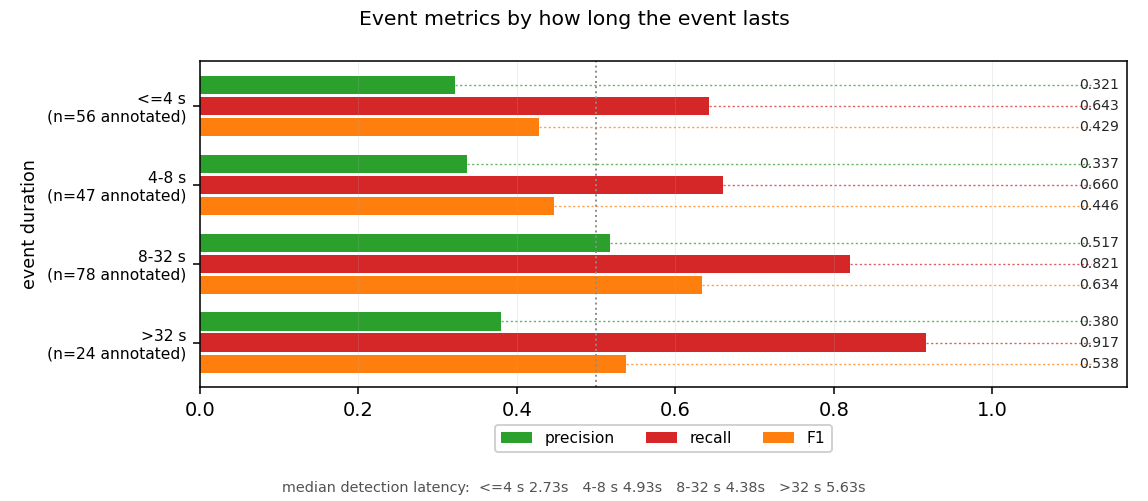 Event metrics by how long the event lasts
event duration
<=4 s
(n=56 annotated)
0.321
0.643
0.429
4-8 s
(n=47 annotated)
0.337
0.660
0.446
8-32 s
(n=78 annotated)
0.517
0.821
0.634
>32 s
(n=24 annotated)
0.380
0.917
0.538
0.0 0.2 0.4 0.6 0.8 1.0
precision recall F1
median detection latency:  <=4 s 2.73s   4-8 s 4.93s   8-32 s 4.38s   >32 s 5.63s